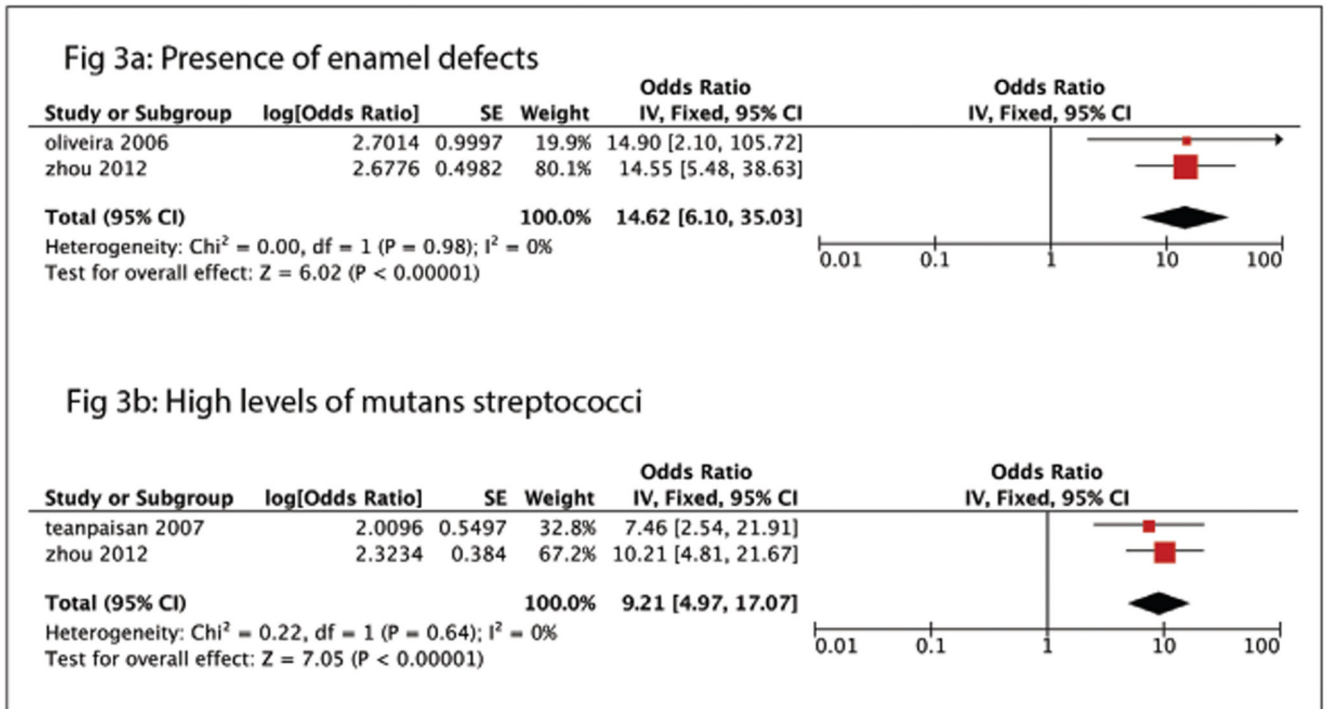 Fig 3a: Presence of enamel defects
Odds Ratio Odds Ratio
Study or Subgroup log[Odds Ratio] SE Weight IV, Fixed, 95% CI IV, Fixed, 95% CI
oliveira 2006 2.7014 0.9997 19.9% 14.90 [2.10, 105.72]
zhou 2012 2.6776 0.4982 80.1% 14.55 [5.48, 38.63]
Total (95% CI) 100.0% 14.62 [6.10, 35.03]
Heterogeneity: Chi² = 0.00, df = 1 (P = 0.98); I² = 0%
Test for overall effect: Z = 6.02 (P < 0.00001)
0.01 0.1 1 10 100
Fig 3b: High levels of mutans streptococci
Odds Ratio Odds Ratio
Study or Subgroup log[Odds Ratio] SE Weight IV, Fixed, 95% CI IV, Fixed, 95% CI
teanpaisan 2007 2.0096 0.5497 32.8% 7.46 [2.54, 21.91]
zhou 2012 2.3234 0.384 67.2% 10.21 [4.81, 21.67]
Total (95% CI) 100.0% 9.21 [4.97, 17.07]
Heterogeneity: Chi² = 0.22, df = 1 (P = 0.64); I² = 0%
Test for overall effect: Z = 7.05 (P < 0.00001)
0.01 0.1 1 10 100